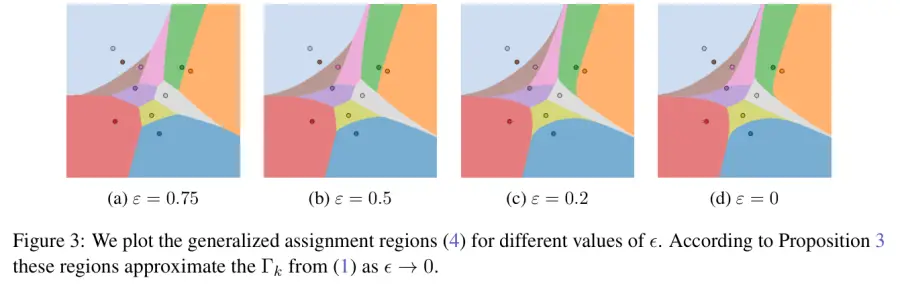 (a) ε = 0.75 (b) ε = 0.5 (c) ε = 0.2 (d) ε = 0
Figure 3: We plot the generalized assignment regions (4) for different values of ϵ. According to Proposition 3
these regions approximate the Γₖ from (1) as ϵ → 0.